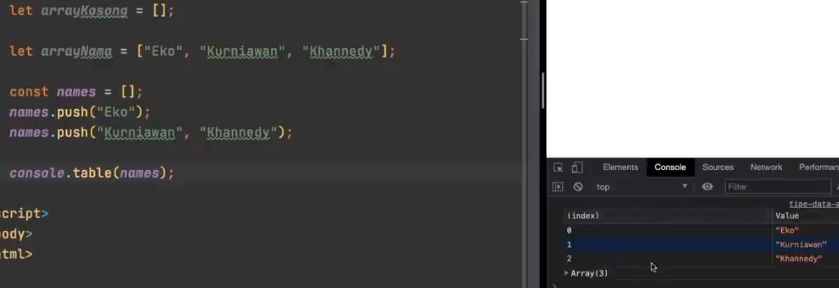 let arrayKosong = [];
let arrayNama = ["Eko", "Kurniawan", "Khannedy"];
const names = [];
names.push("Eko");
names.push("Kurniawan", "Khannedy");
console.table(names);
script>
ody>
tml>
Elements Console Sources Network Performan
top Filter
tipe-data-a
(index) Value
0 "Eko"
1 "Kurniawan"
2 "Khannedy"
Array(3)